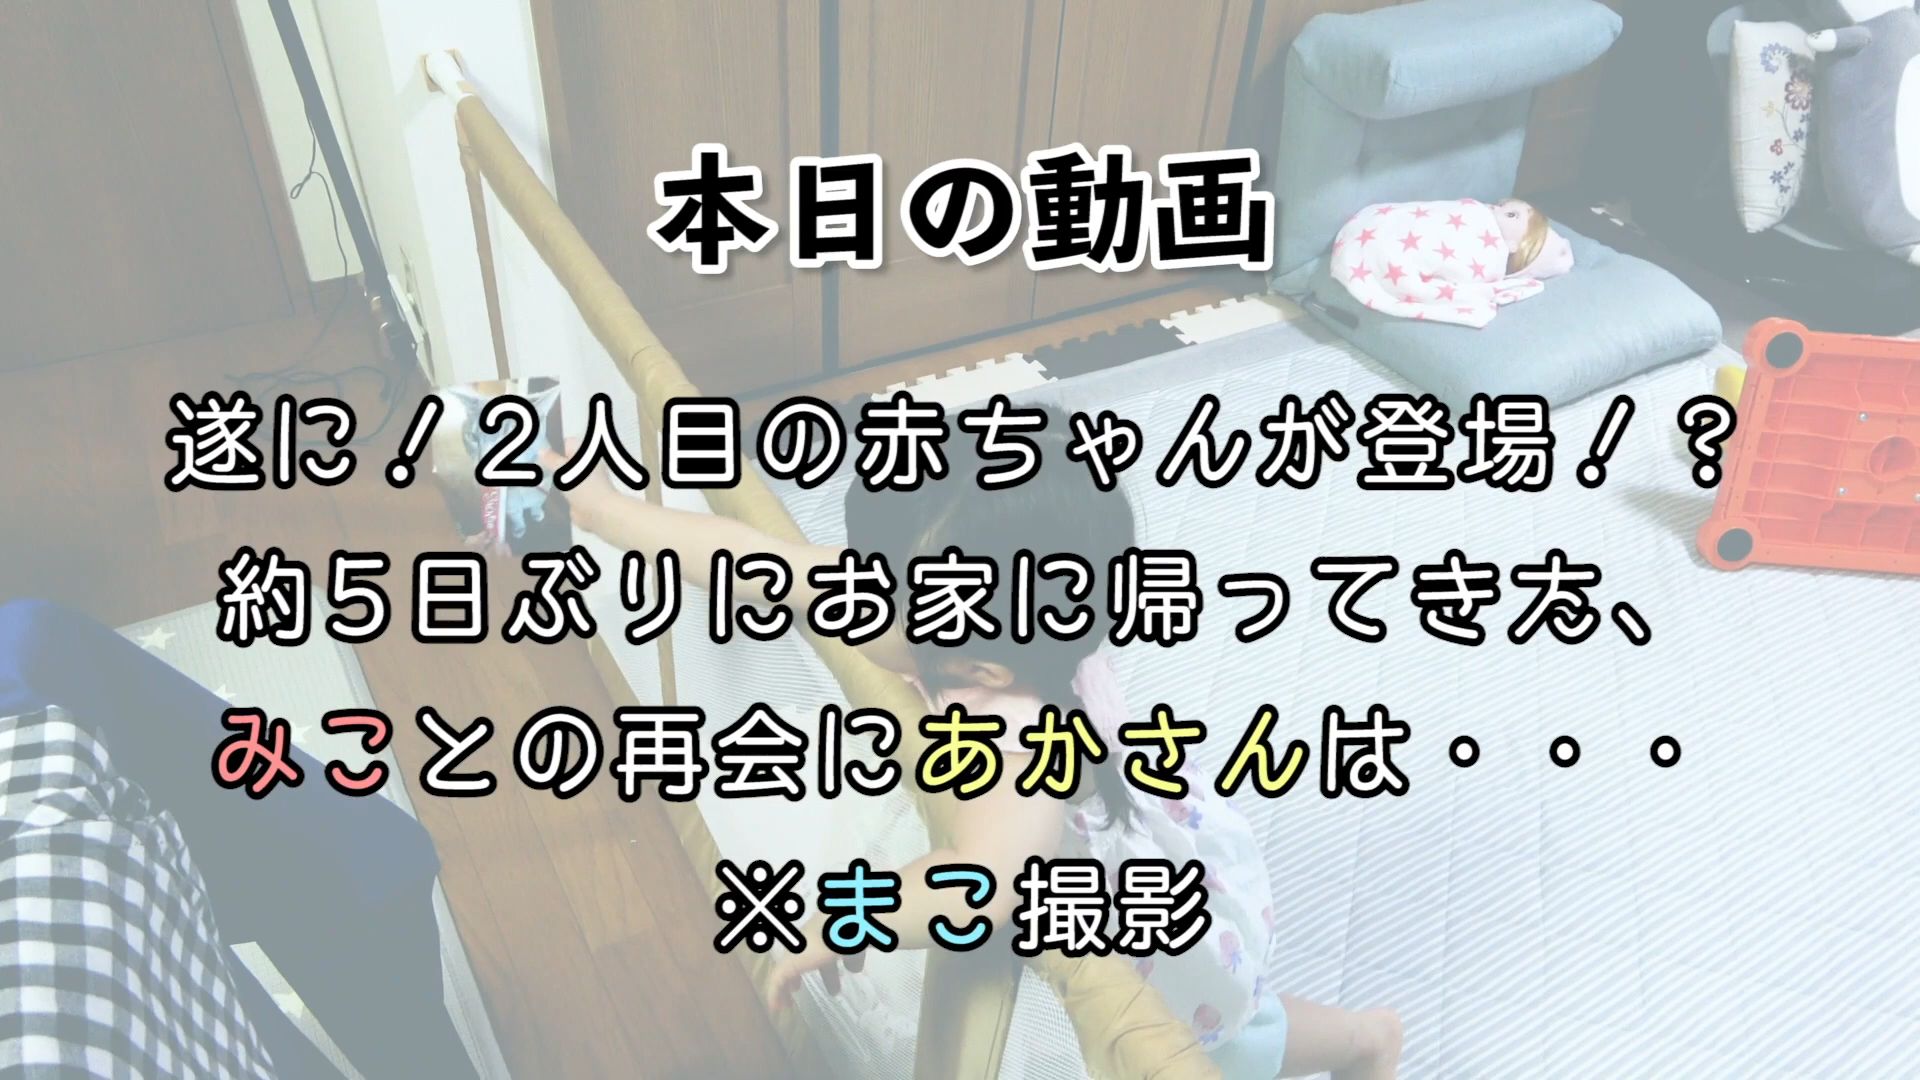 本日の動画
遂に！２人目の赤ちゃんが登場！？
約５日ぶりにお家に帰ってきた、
みことの再会にあかさんは・・・
※まこ撮影